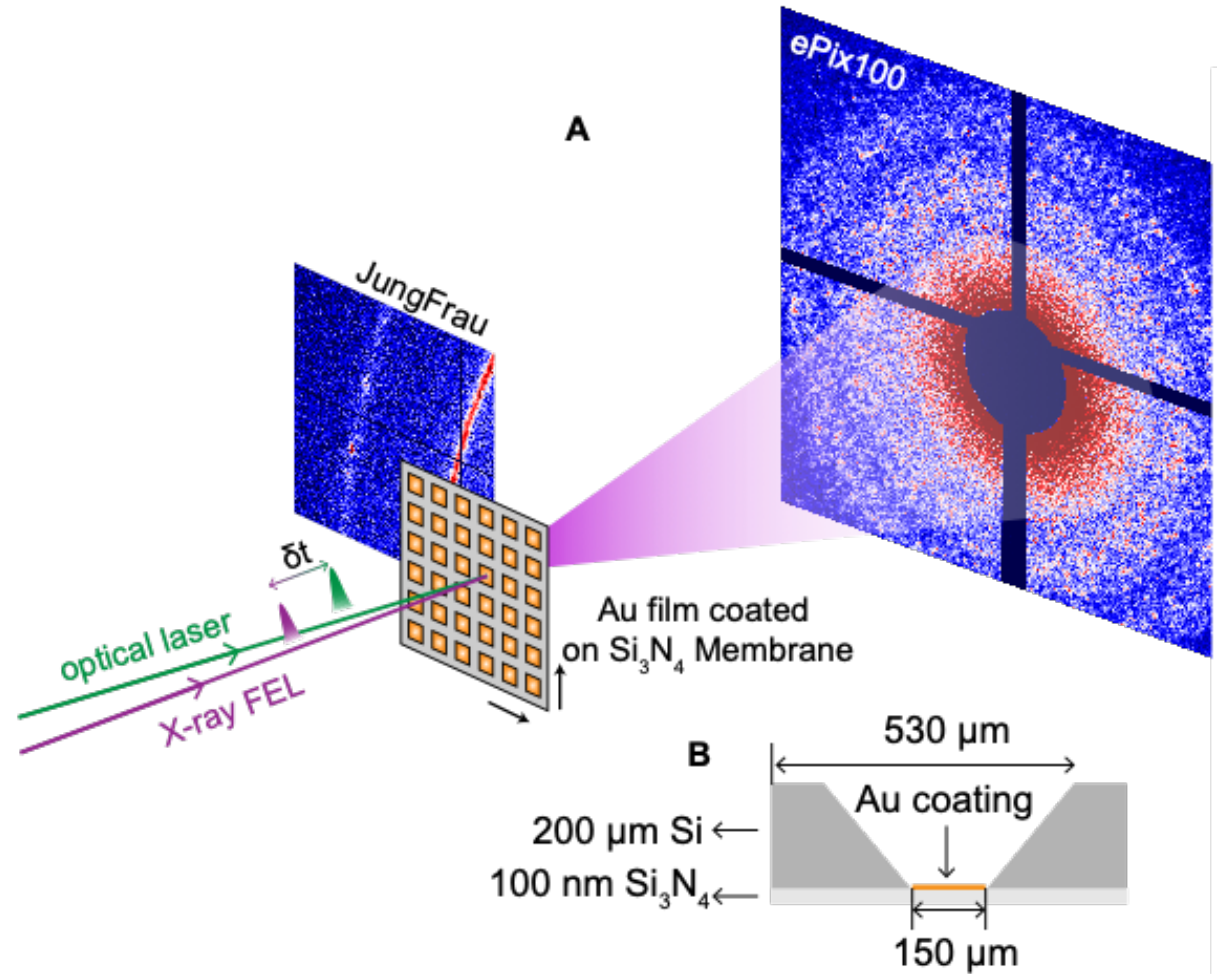 ePix100
A
JungFrau
δt
optical laser
X-ray FEL
Au film coated
on Si₃N₄ Membrane
B
530 μm
Au coating
200 μm Si
100 nm Si₃N₄
150 μm